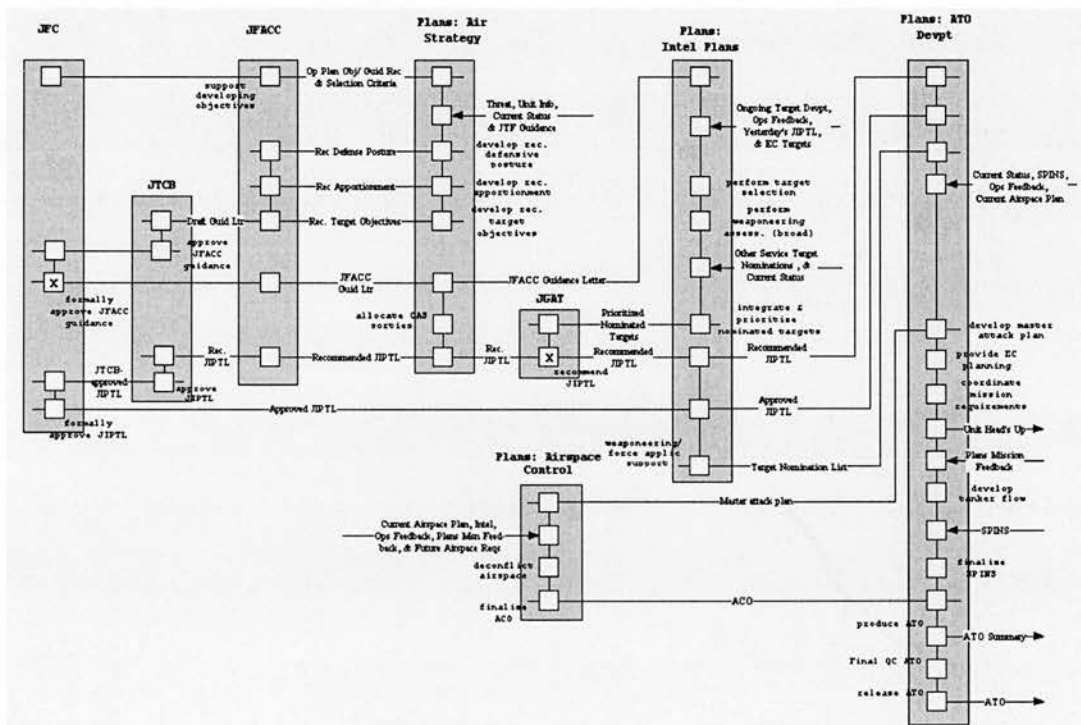 JFC
JFACC
Plans: Air
Strategy
Plans:
Intel Plans
Plans: ATO
Devpt
support
developing
objectives
Op Plan Obj/ Guid Rec
& Selection Criteria
Threat, Unit Info,
Current Status
& JTF Guidance
Ongoing Target Devpt,
Ops Feedback,
Yesterday's JIPTL,
& EC Targets
Rec Defense Posture
develop rec.
defensive
posture
Current Status, SPINS,
Ops Feedback,
Current Airspace Plan
JTCB
Rec Apportionment
develop rec.
apportionment
perform target
selection
Draft Guid Ltr
Rec. Target Objectives
develop rec.
target
objectives
perform
weaponeering
assess. (broad)
approve
JFACC
guidance
Other Service Target
Nominations , &
Current Status
X
JFACC
Guid Ltr
JFACC Guidance Letter
formally
approve JFACC
guidance
JGAT
allocate CAS
sorties
Prioritized
Nominated
Targets
integrate &
prioritize
nominated targets
develop master
attack plan
Rec.
JIPTL
Recommended JIPTL
Rec.
JIPTL
X
Recommended
JIPTL
Recommended
JIPTL
recommend
JIPTL
provide EC
planning
JTCB-
approved
JIPTL
approve
JIPTL
coordinate
mission
requirements
Approved JIPTL
Approved
JIPTL
formally
approve JIPTL
Unit Head's Up
weaponeering/
force applic
support
Target Nomination List
Plans Mission
Feedback
Plans: Airspace
Control
Master attack plan
develop
tanker flow
Current Airspace Plan, Intel,
Ops Feedback, Plans Msn Feed-
back, & Future Airspace Reqs
SPINS
deconflict
airspace
finalize
SPINS
finalize
ACO
ACO
produce ATO
ATO Summary
Final QC ATO
release ATO
ATO